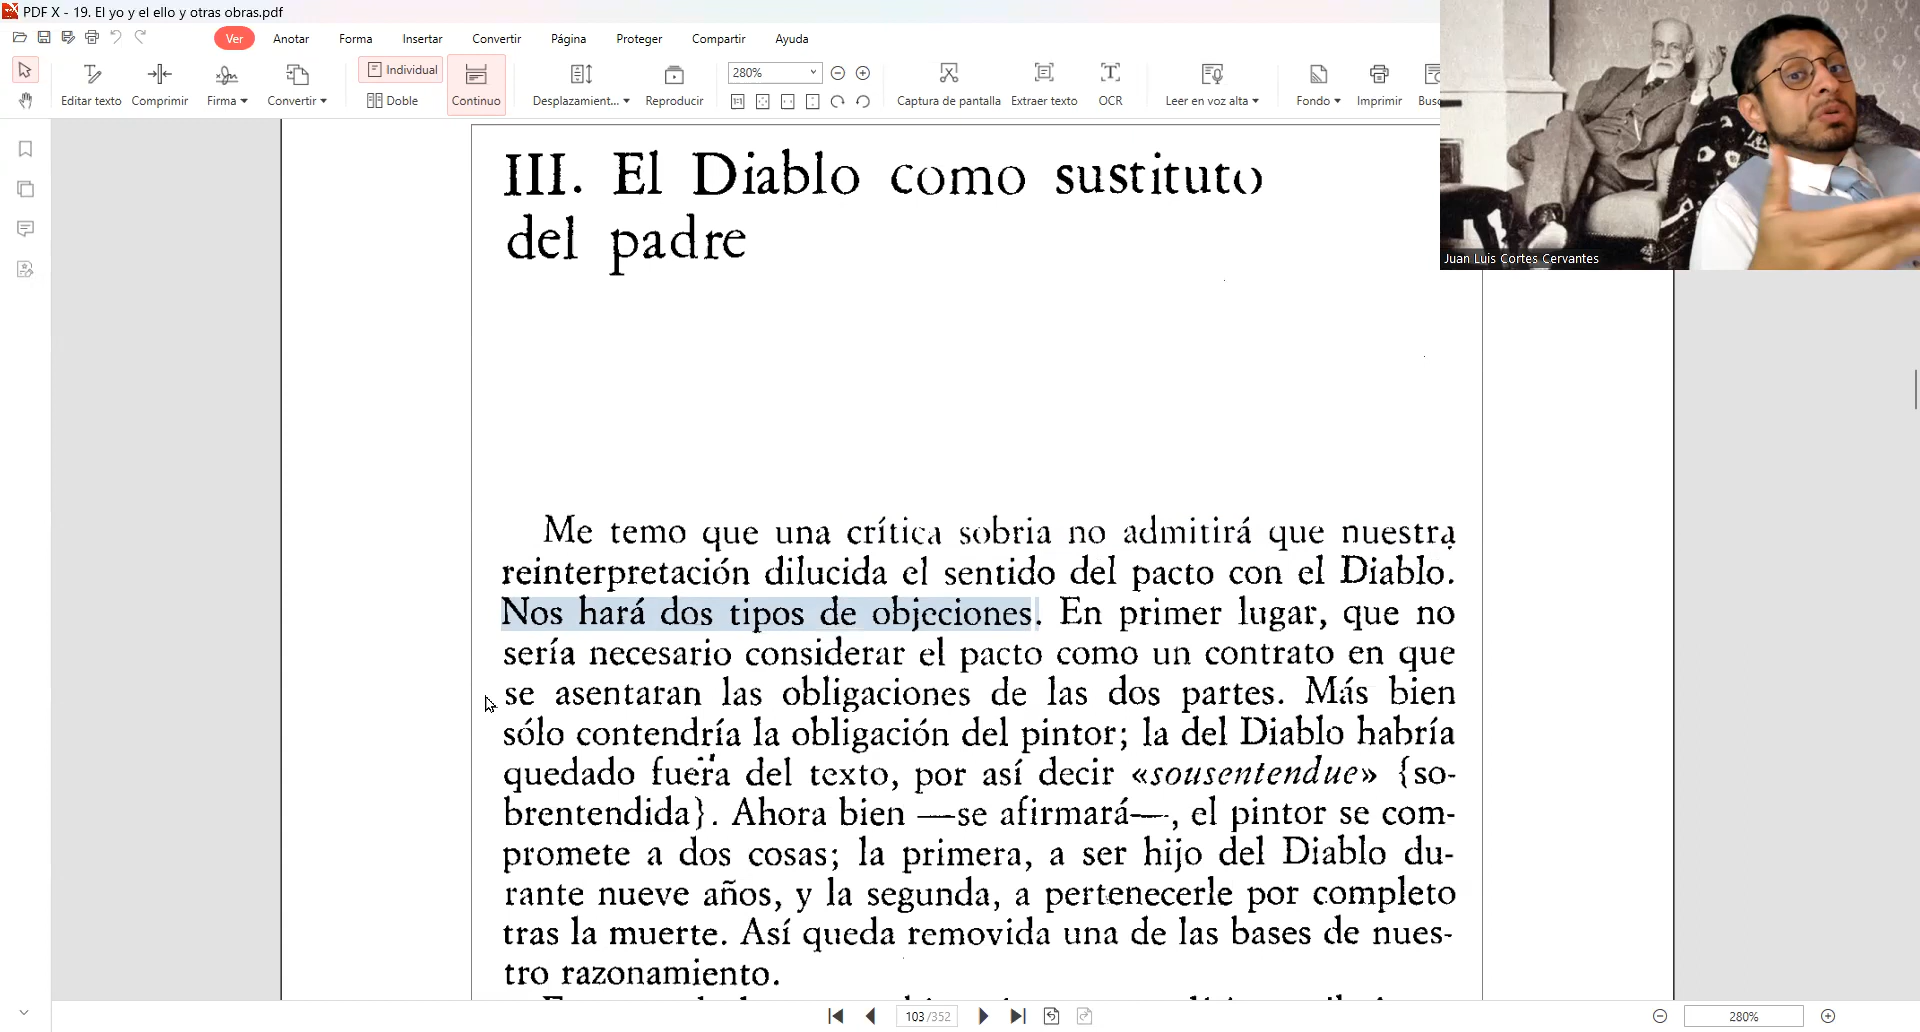 PDF X - 19. El yo y el ello y otras obras.pdf
Ver Anotar Forma Insertar Convertir Página Proteger Compartir Ayuda
Editar texto Comprimir Firma Convertir Individual Doble Continuo Desplazamient... Reproducir 280% Captura de pantalla Extraer texto OCR Leer en voz alta Fondo Imprimir
Juan Luis Cortes Cervantes
III. El Diablo como sustituto
del padre
Me temo que una crítica sobria no admitirá que nuestra
reinterpretación dilucida el sentido del pacto con el Diablo.
Nos hará dos tipos de objeciones. En primer lugar, que no
sería necesario considerar el pacto como un contrato en que
se asentaran las obligaciones de las dos partes. Más bien
sólo contendría la obligación del pintor; la del Diablo habría
quedado fuera del texto, por así decir «sousentendue» {so-
brentendida}. Ahora bien —se afirmará—, el pintor se com-
promete a dos cosas; la primera, a ser hijo del Diablo du-
rante nueve años, y la segunda, a pertenecerle por completo
tras la muerte. Así queda removida una de las bases de nues-
tro razonamiento.
103 /352
280%